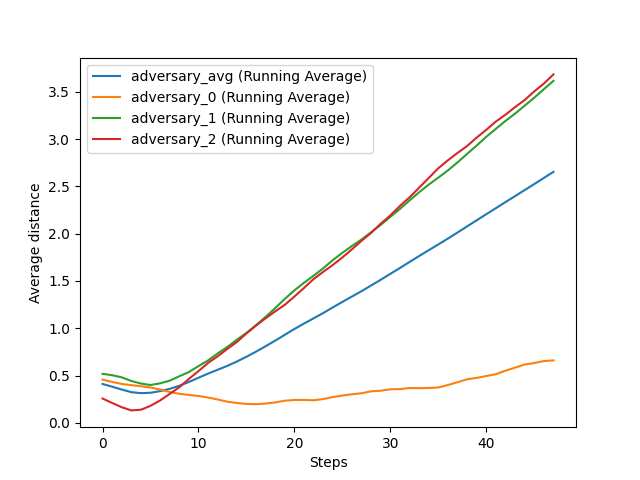 adversary_avg (Running Average)
adversary_0 (Running Average)
adversary_1 (Running Average)
adversary_2 (Running Average)
Average distance
3.5
3.0
2.5
2.0
1.5
1.0
0.5
0.0
0 10 20 30 40
Steps